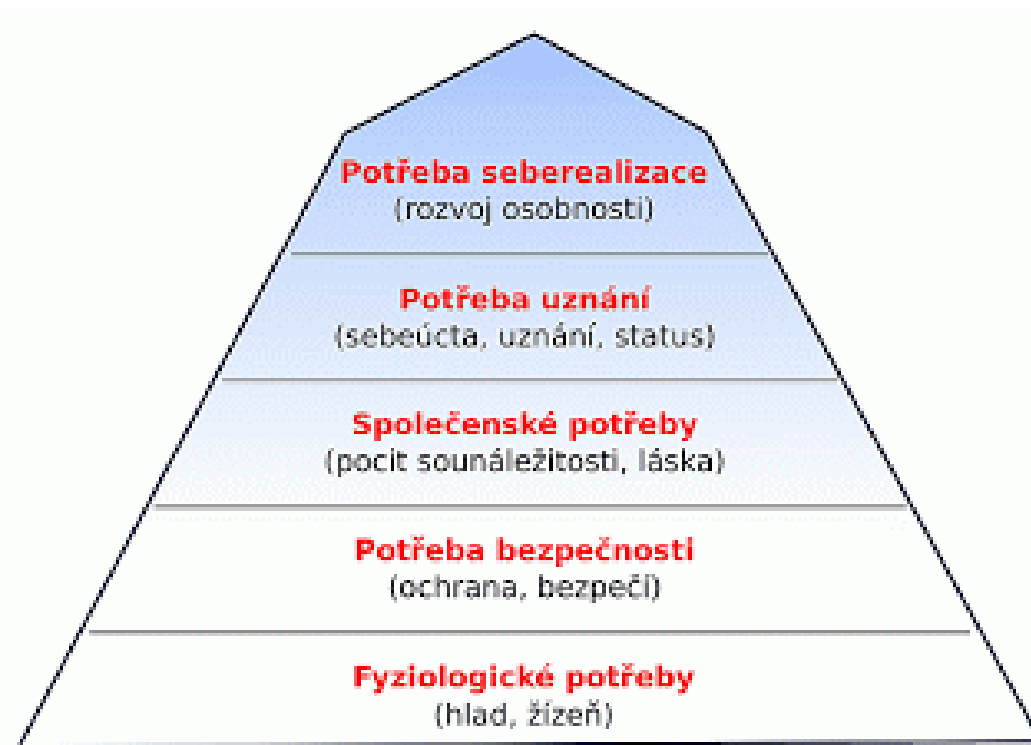 Potřeba seberealizace
(rozvoj osobnosti)
Potřeba uznání
(sebeúcta, uznání, status)
Společenské potřeby
(pocit sounáležitosti, láska)
Potřeba bezpečnosti
(ochrana, bezpečí)
Fyziologické potřeby
(hlad, žízeň)